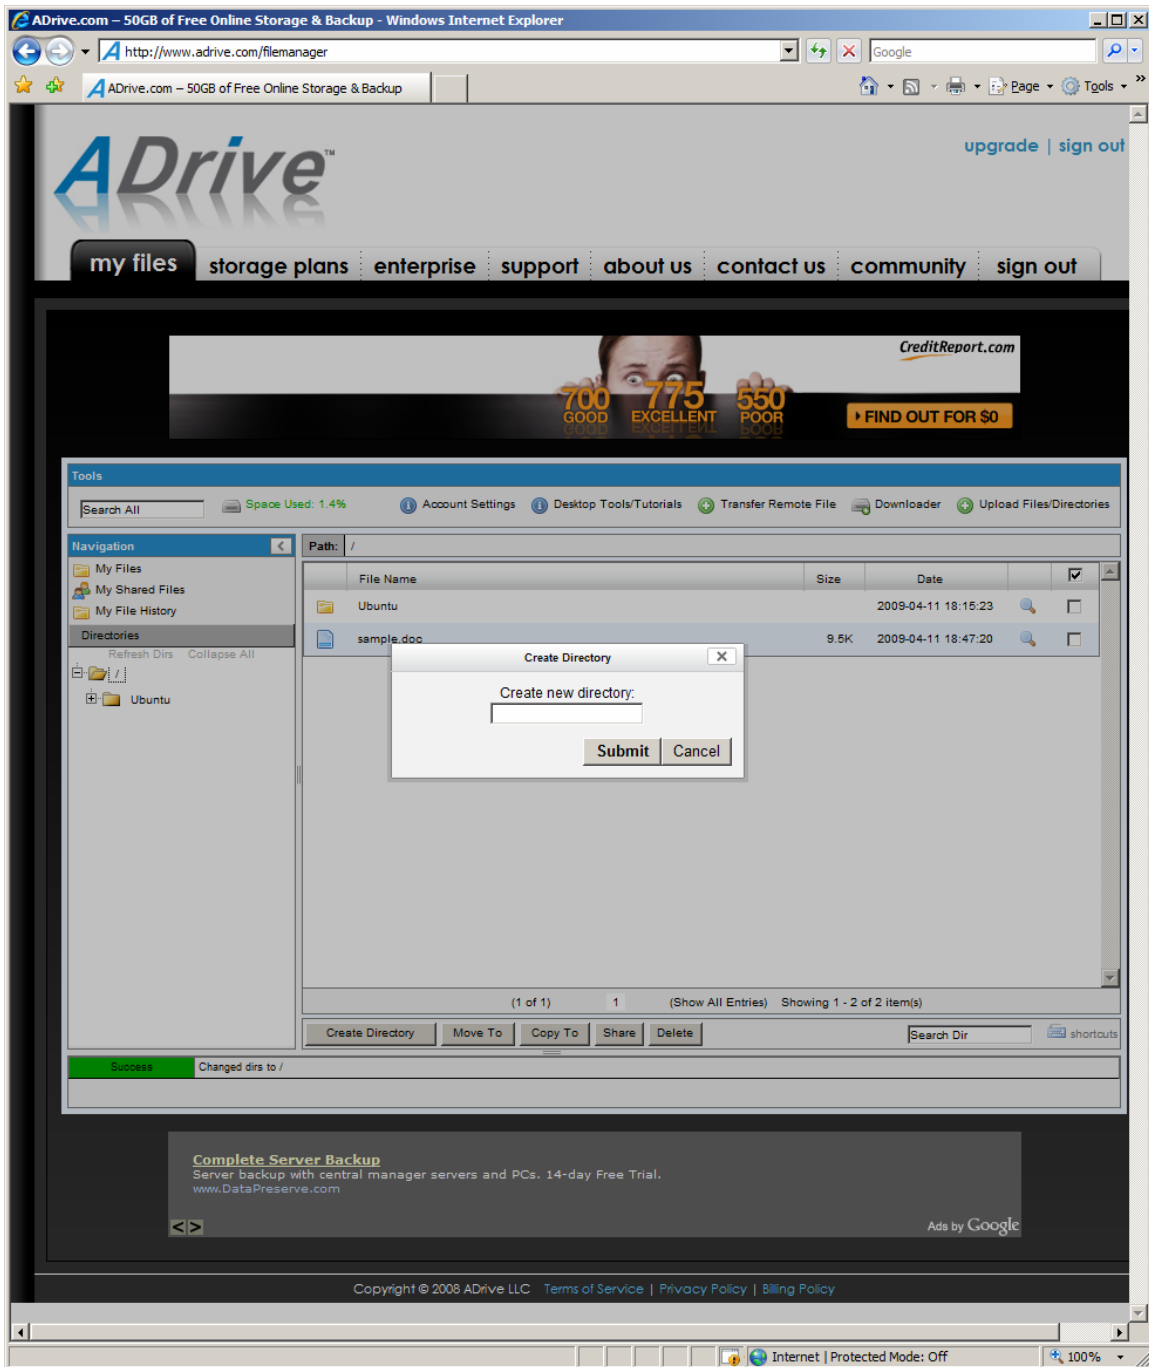 ADrive.com – 50GB of Free Online Storage & Backup - Windows Internet Explorer
http://www.adrive.com/filemanager
Google
ADrive.com – 50GB of Free Online Storage & Backup
Page Tools
ADrive™
upgrade | sign out
my files storage plans enterprise support about us contact us community sign out
CreditReport.com
700 775 550
GOOD EXCELLENT POOR
FIND OUT FOR $0
Tools
Search All Space Used: 1.4% Account Settings Desktop Tools/Tutorials Transfer Remote File Downloader Upload Files/Directories
Navigation
Path: /
My Files
My Shared Files
My File History
Directories
Refresh Dirs Collapse All
/
Ubuntu
File Name Size Date
Ubuntu 2009-04-11 18:15:23
sample.doc 9.5K 2009-04-11 18:47:20
Create Directory
Create new directory:
Submit Cancel
(1 of 1) 1 (Show All Entries) Showing 1 - 2 of 2 item(s)
Create Directory Move To Copy To Share Delete Search Dir shortcuts
Success Changed dirs to /
Complete Server Backup
Server backup with central manager servers and PCs. 14-day Free Trial.
www.DataPreserve.com
Ads by Google
Copyright © 2008 ADrive LLC Terms of Service | Privacy Policy | Billing Policy
Internet | Protected Mode: Off 100%